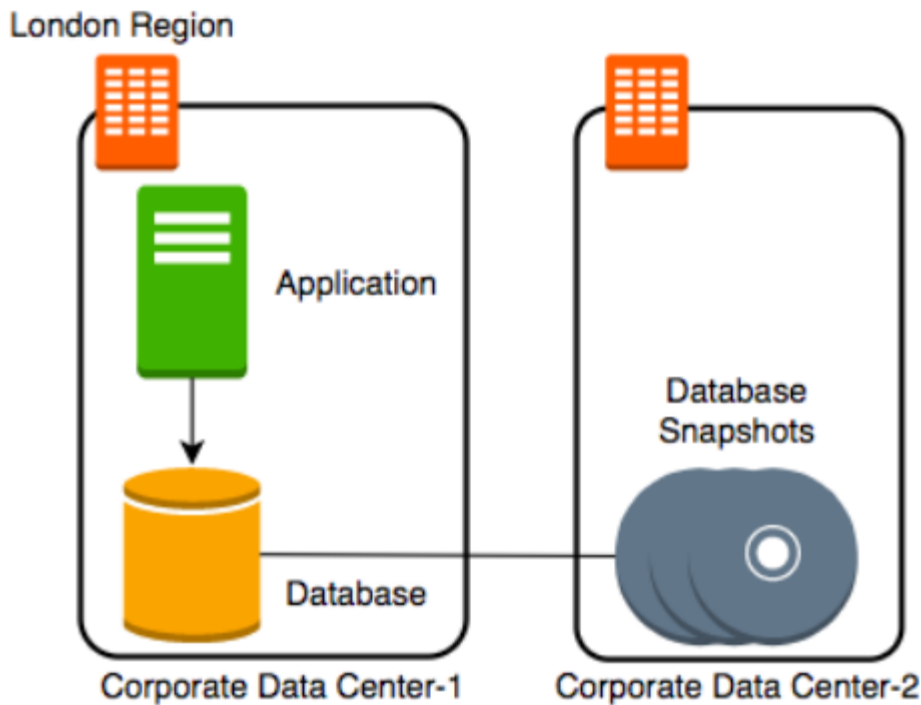 London Region
Application
Database
Snapshots
Database
Corporate Data Center-1
Corporate Data Center-2